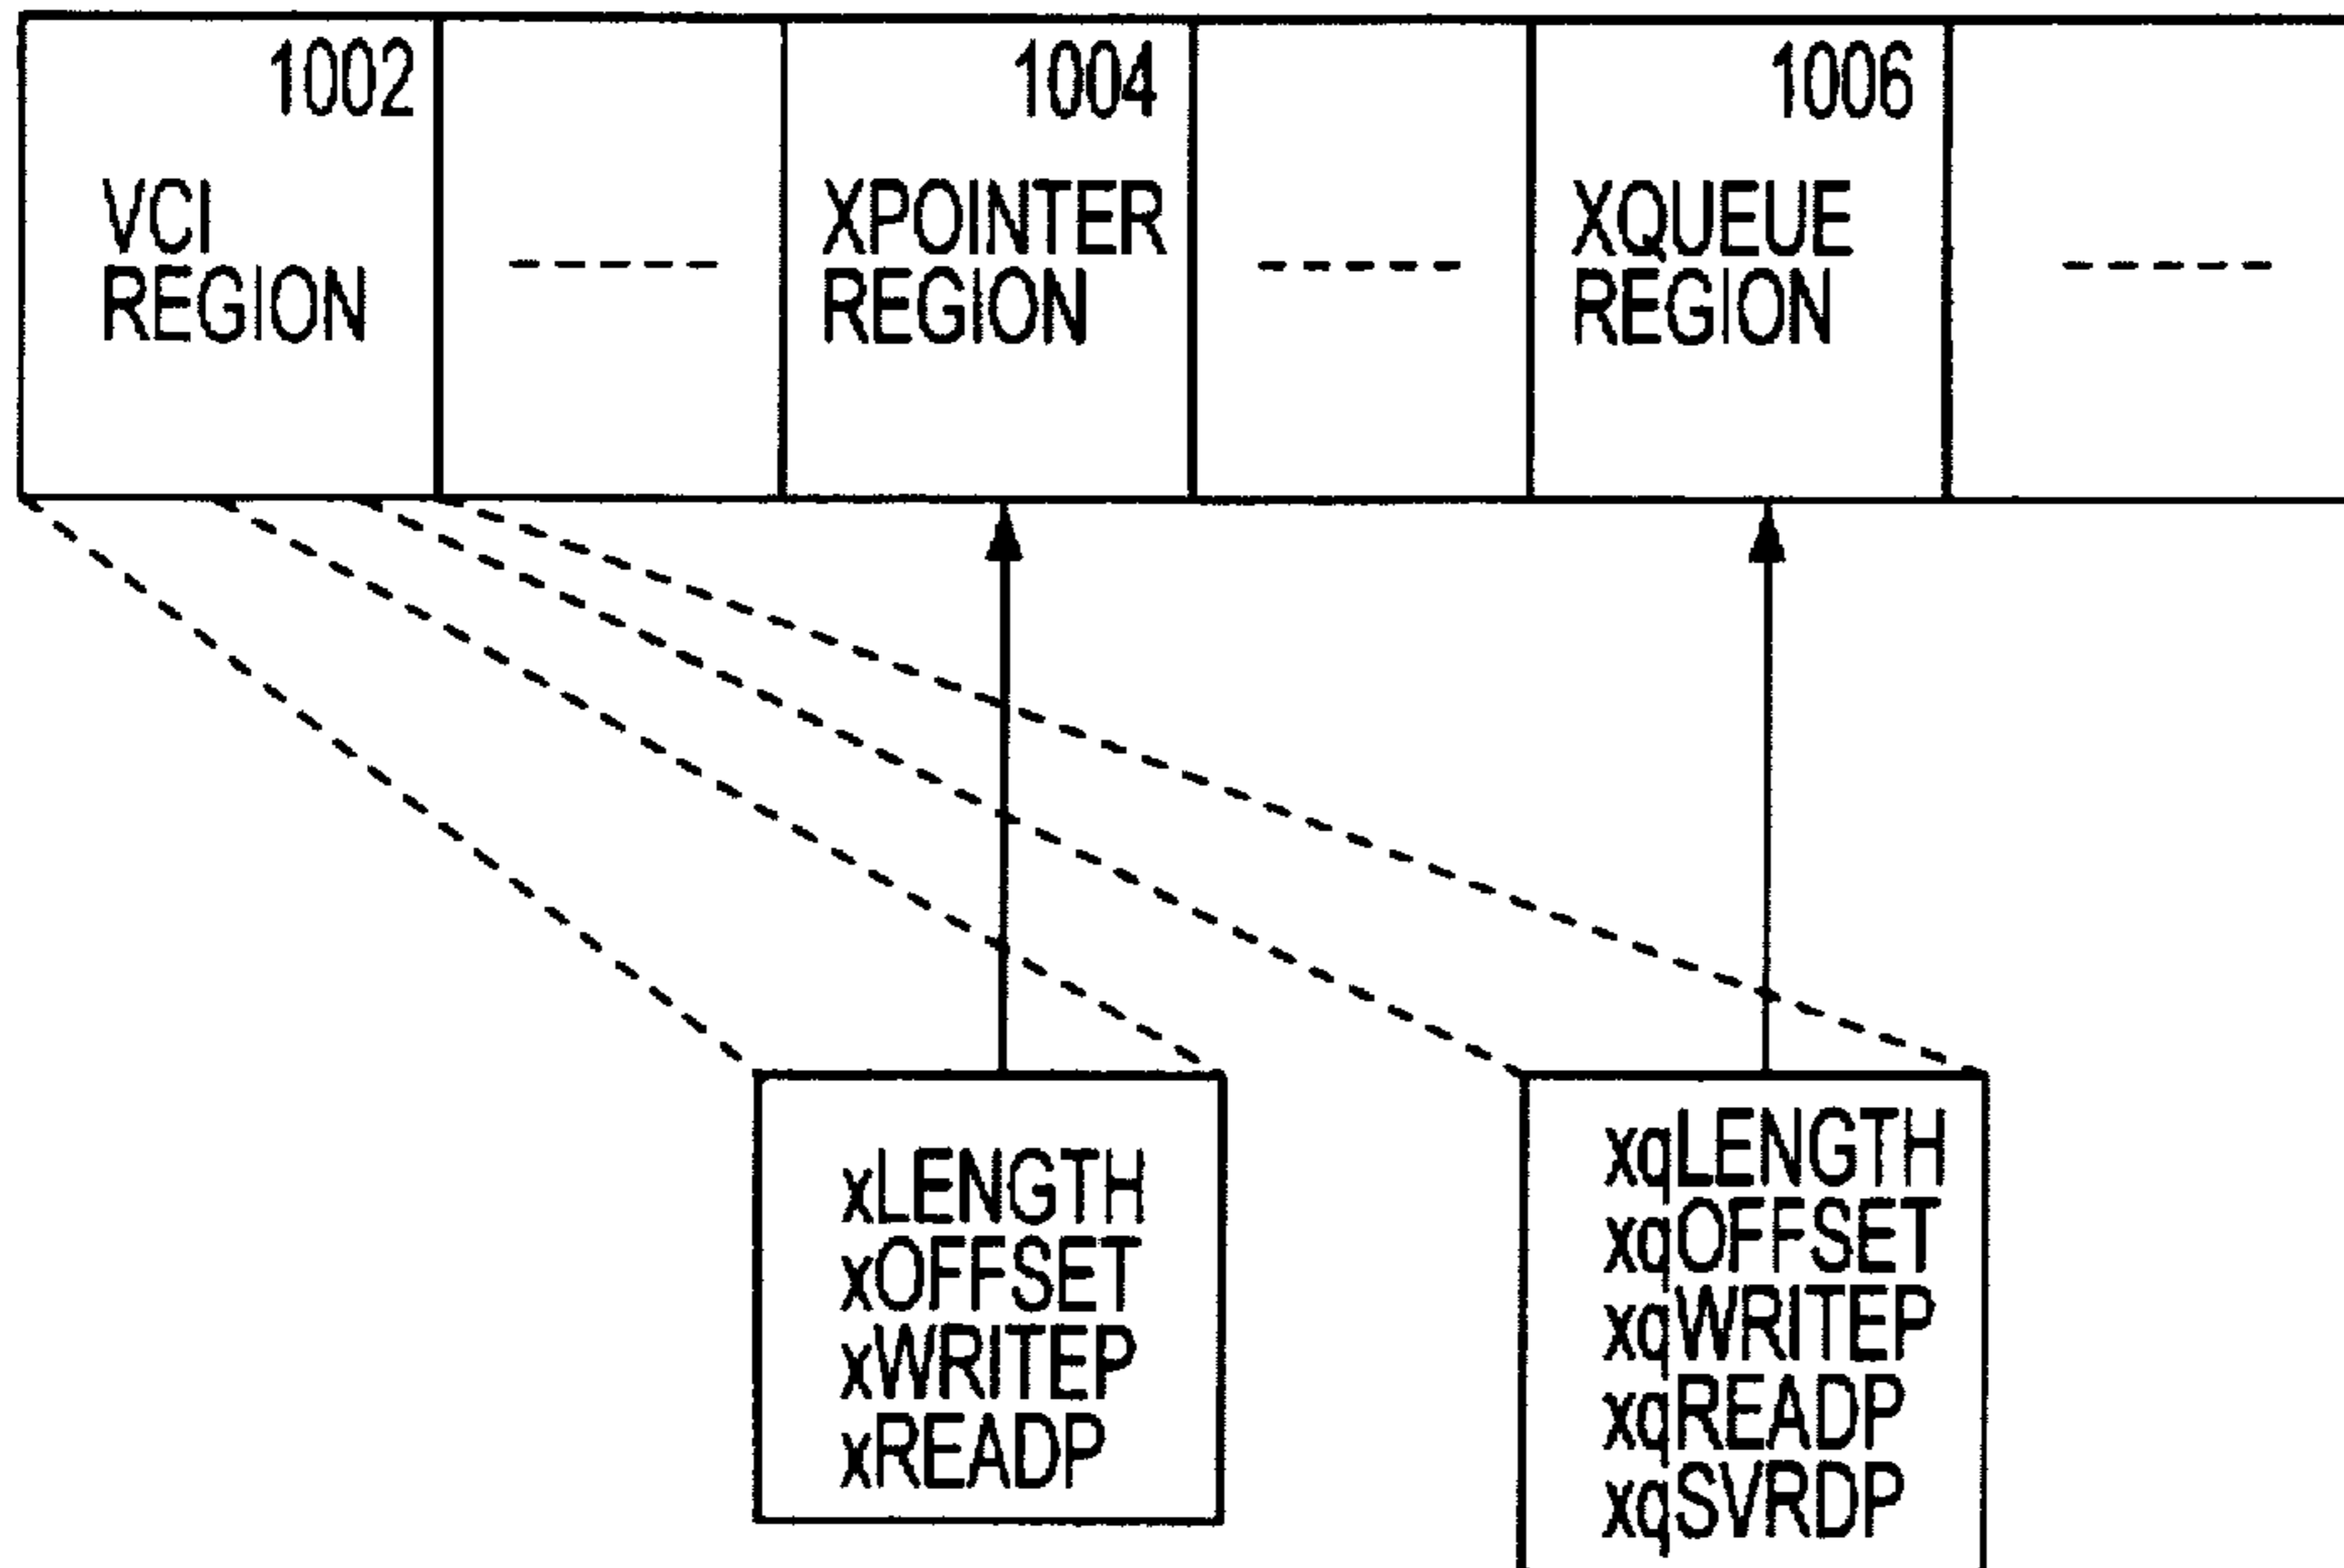 1002
VCI
REGION
1004
XPOINTER
REGION
1006
XQUEUE
REGION
xLENGTH
xOFFSET
xWRITEP
xREADP
xqLENGTH
xqOFFSET
xqWRITEP
xqREADP
xqSVRDP